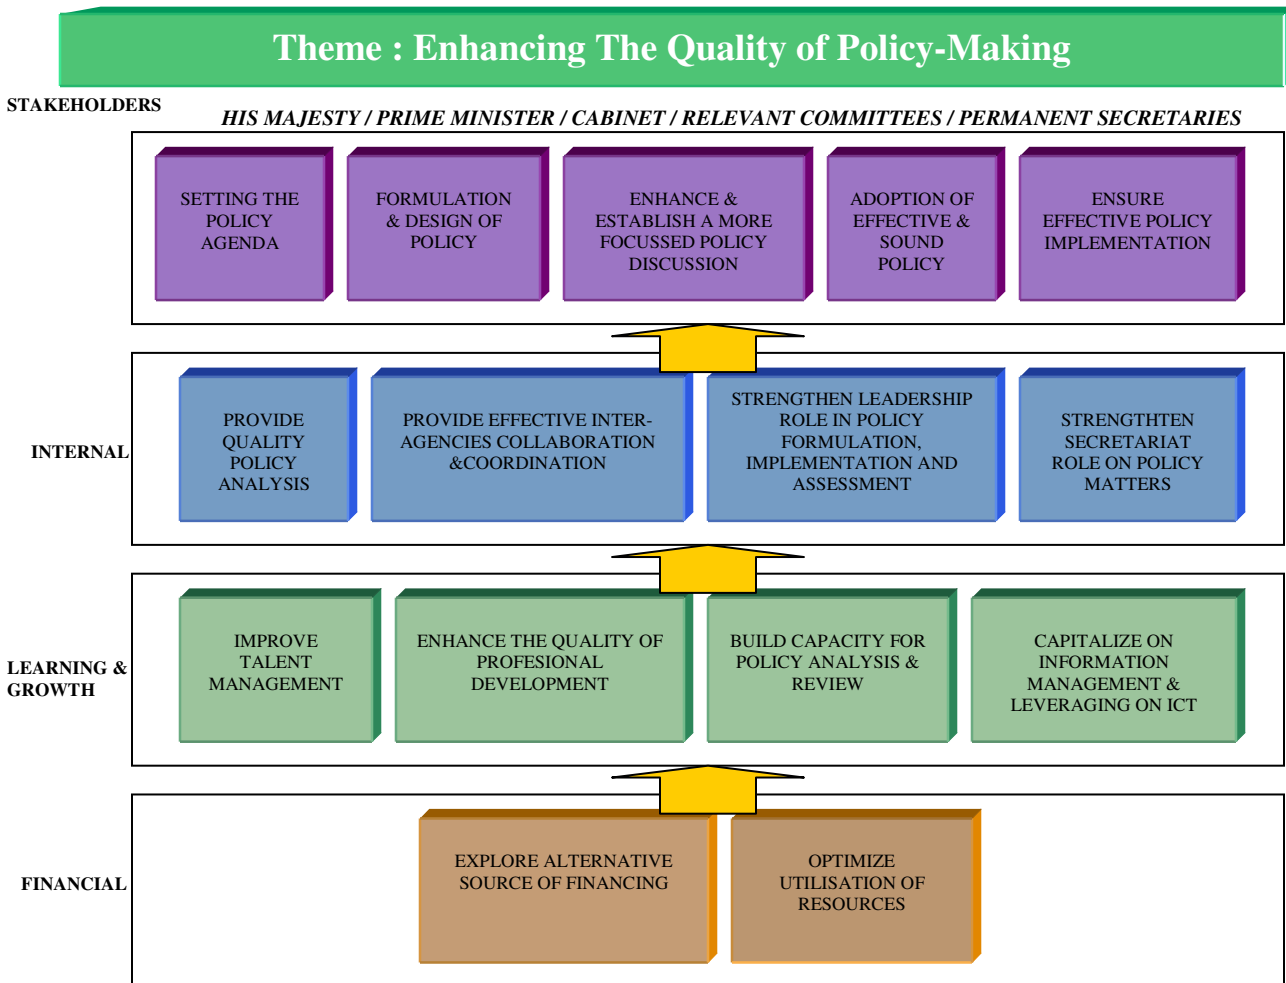 Theme : Enhancing The Quality of Policy-Making
STAKEHOLDERS
HIS MAJESTY / PRIME MINISTER / CABINET / RELEVANT COMMITTEES / PERMANENT SECRETARIES
SETTING THE
POLICY
AGENDA
FORMULATION
& DESIGN OF
POLICY
ENHANCE &
ESTABLISH A MORE
FOCUSSED POLICY
DISCUSSION
ADOPTION OF
EFFECTIVE &
SOUND
POLICY
ENSURE
EFFECTIVE POLICY
IMPLEMENTATION
INTERNAL
PROVIDE
QUALITY
POLICY
ANALYSIS
PROVIDE EFFECTIVE INTER-
AGENCIES COLLABORATION
&COORDINATION
STRENGTHEN LEADERSHIP
ROLE IN POLICY
FORMULATION,
IMPLEMENTATION AND
ASSESSMENT
STRENGTHTEN
SECRETARIAT
ROLE ON POLICY
MATTERS
LEARNING &
GROWTH
IMPROVE
TALENT
MANAGEMENT
ENHANCE THE QUALITY OF
PROFESIONAL
DEVELOPMENT
BUILD CAPACITY FOR
POLICY ANALYSIS &
REVIEW
CAPITALIZE ON
INFORMATION
MANAGEMENT &
LEVERAGING ON ICT
FINANCIAL
EXPLORE ALTERNATIVE
SOURCE OF FINANCING
OPTIMIZE
UTILISATION OF
RESOURCES